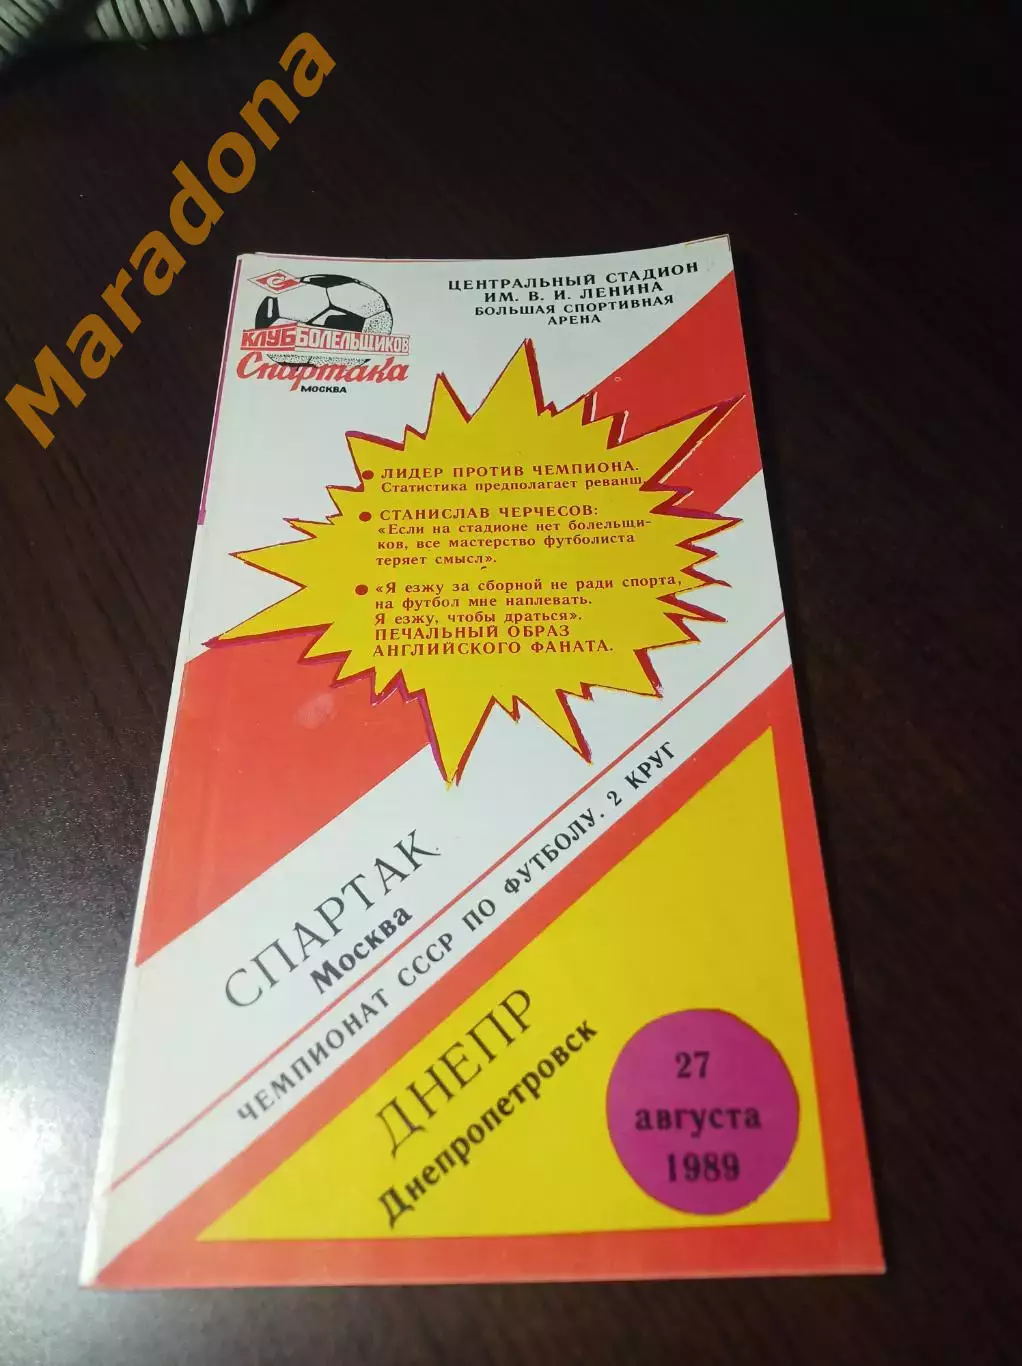 Maradona
ЦЕНТРАЛЬНЫЙ СТАДИОН
ИМ. В. И. ЛЕНИНА
БОЛЬШАЯ СПОРТИВНАЯ
АРЕНА
КЛУБ БОЛЕЛЬЩИКОВ
Спартака
МОСКВА
● ЛИДЕР ПРОТИВ ЧЕМПИОНА.
Статистика предполагает реванш.
● СТАНИСЛАВ ЧЕРЧЕСОВ:
«Если на стадионе нет болельщи-
ков, все мастерство футболиста
теряет смысл».
● «Я езжу за сборной не ради спорта,
на футбол мне наплевать.
Я езжу, чтобы драться».
ПЕЧАЛЬНЫЙ ОБРАЗ
АНГЛИЙСКОГО ФАНАТА.
СПАРТАК
Москва
ЧЕМПИОНАТ СССР ПО ФУТБОЛУ. 2 КРУГ
ДНЕПР
Днепропетровск
27
августа
1989